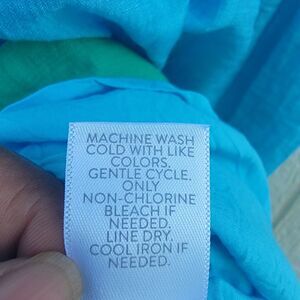 MACHINE WASH
COLD WITH LIKE
COLORS.
GENTLE CYCLE.
ONLY
NON-CHLORINE
BLEACH IF
NEEDED.
LINE DRY.
COOL IRON IF
NEEDED.